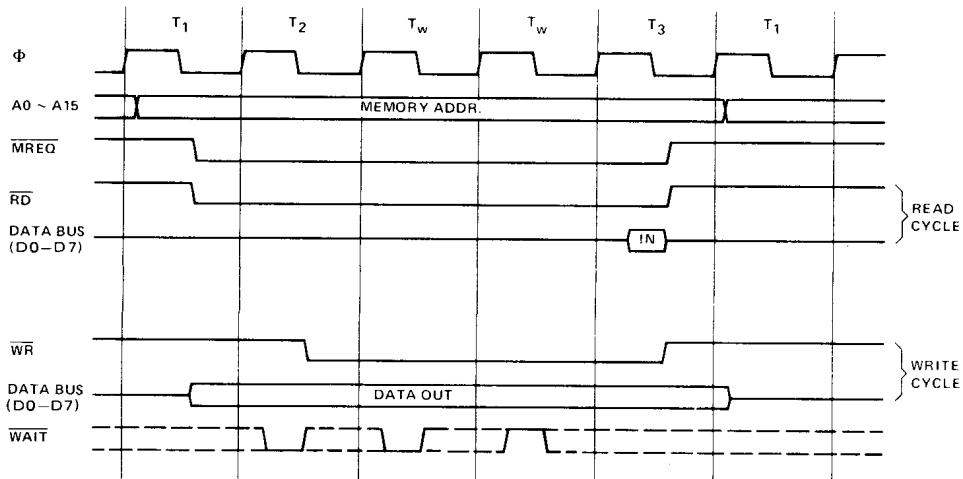 T1 T2 Tw Tw T3 T1
Φ
A0 ~ A15 MEMORY ADDR.
MREQ
RD
READ
CYCLE
DATA BUS
(D0–D7)
IN
WR
WRITE
CYCLE
DATA BUS
(D0–D7)
DATA OUT
WAIT